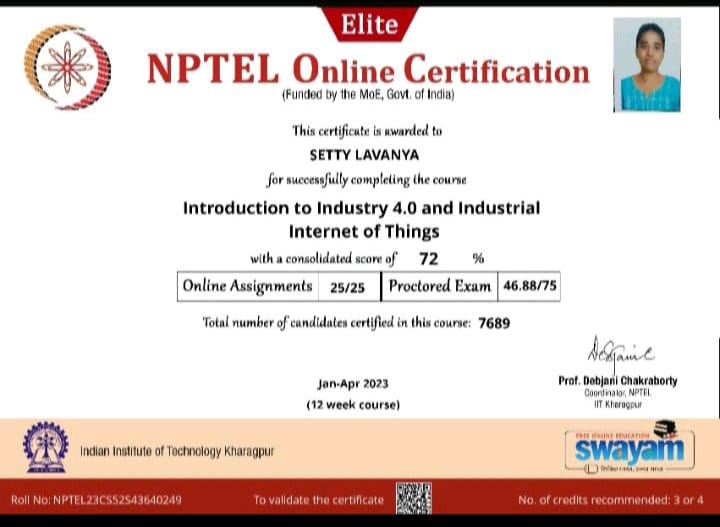 Elite
NPTEL Online Certification
(Funded by the MoE, Govt. of India)
This certificate is awarded to
SETTY LAVANYA
for successfully completing the course
Introduction to Industry 4.0 and Industrial
Internet of Things
with a consolidated score of 72 %
Online Assignments 25/25 Proctored Exam 46.88/75
Total number of candidates certified in this course: 7689
Jan-Apr 2023
(12 week course)
Prof. Debjani Chakraborty
Coordinator, NPTEL
IIT Kharagpur
Indian Institute of Technology Kharagpur
FREE ONLINE EDUCATION
swayam
Roll No: NPTEL23CS52S43640249 To validate the certificate No. of credits recommended: 3 or 4